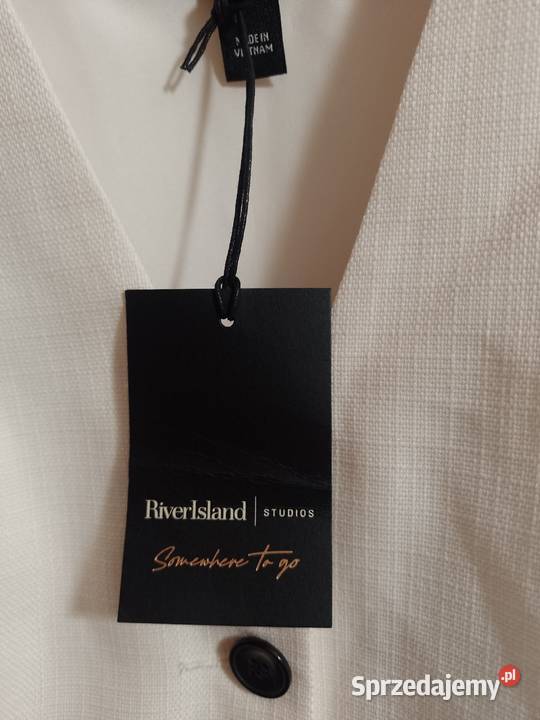 MADE IN
VIETNAM
RiverIsland | STUDIOS
Somewhere to go
Sprzedajemy.pl